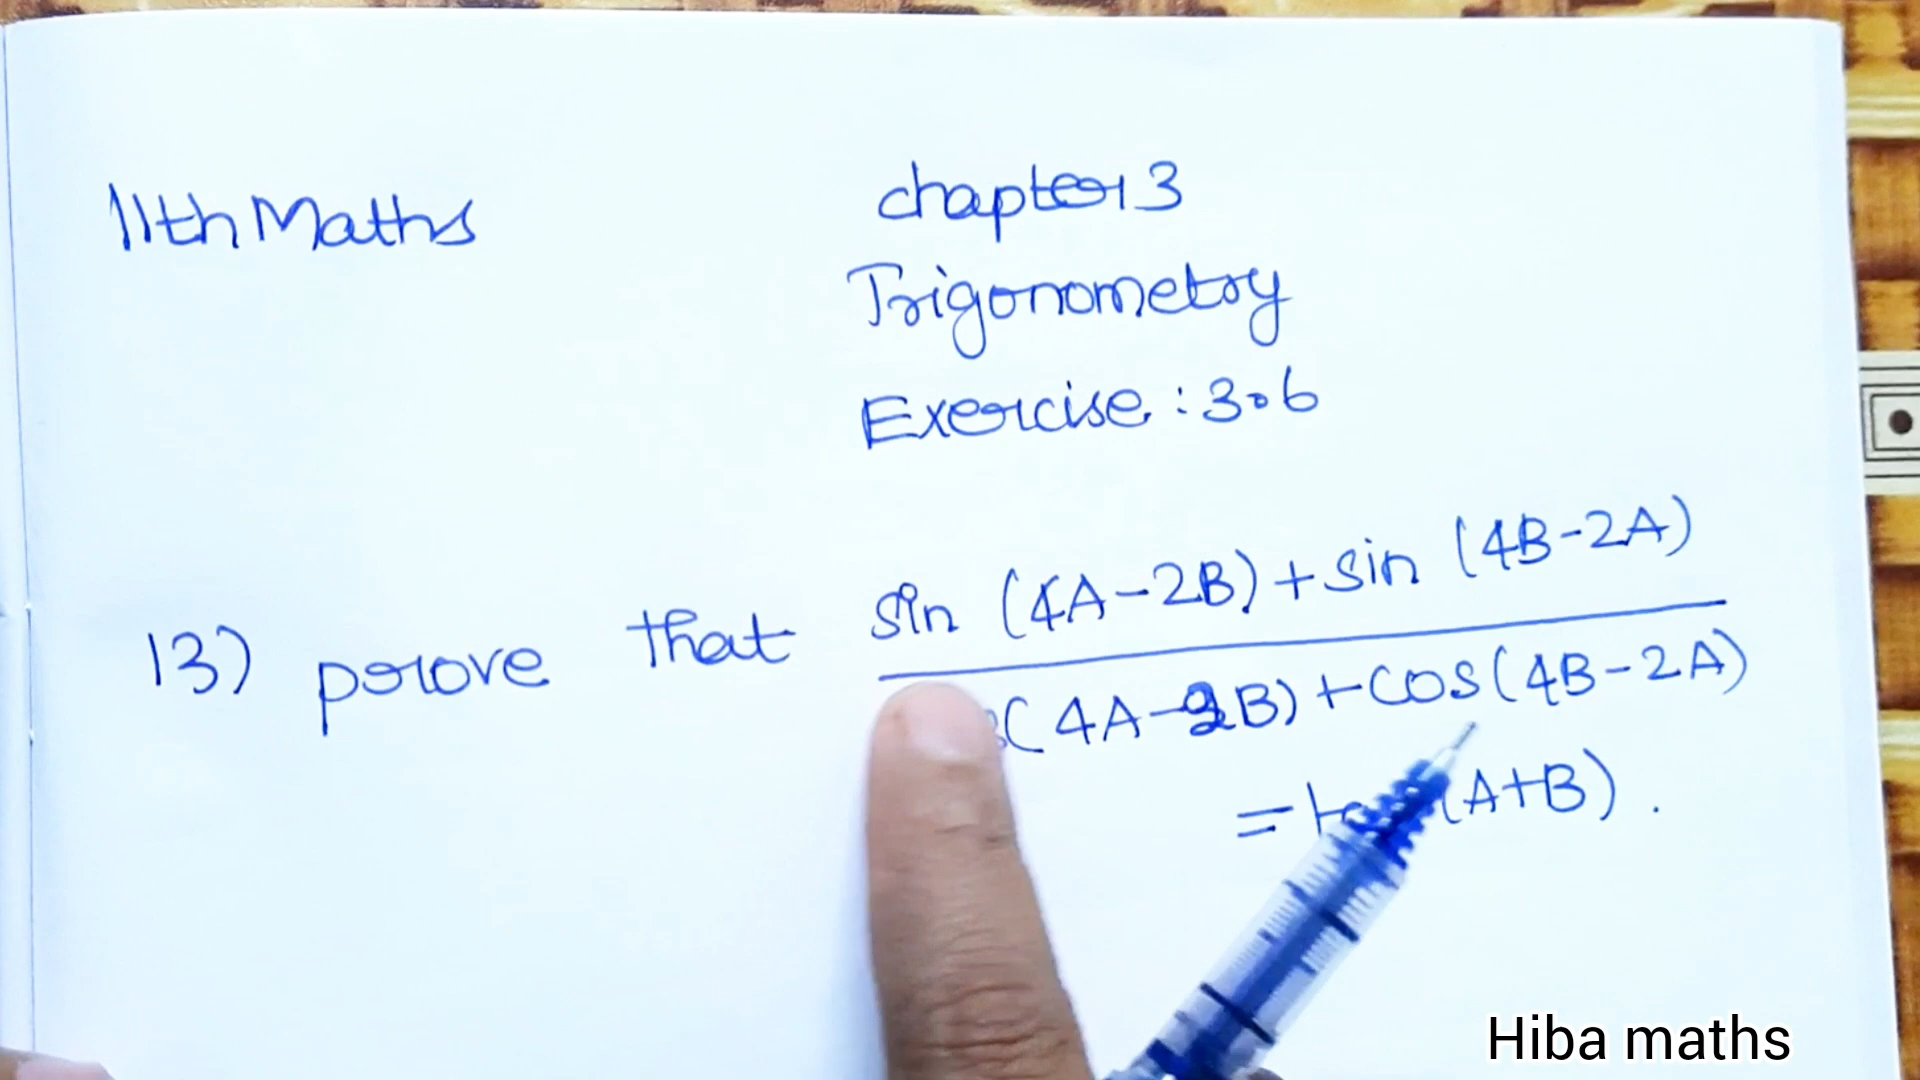 11th Maths
chapter 3
Trigonometry
Exercise : 3.6
13) prove that sin (4A-2B) + sin (4B-2A)
(4A-2B) + cos (4B-2A)
= (A+B).
Hiba maths